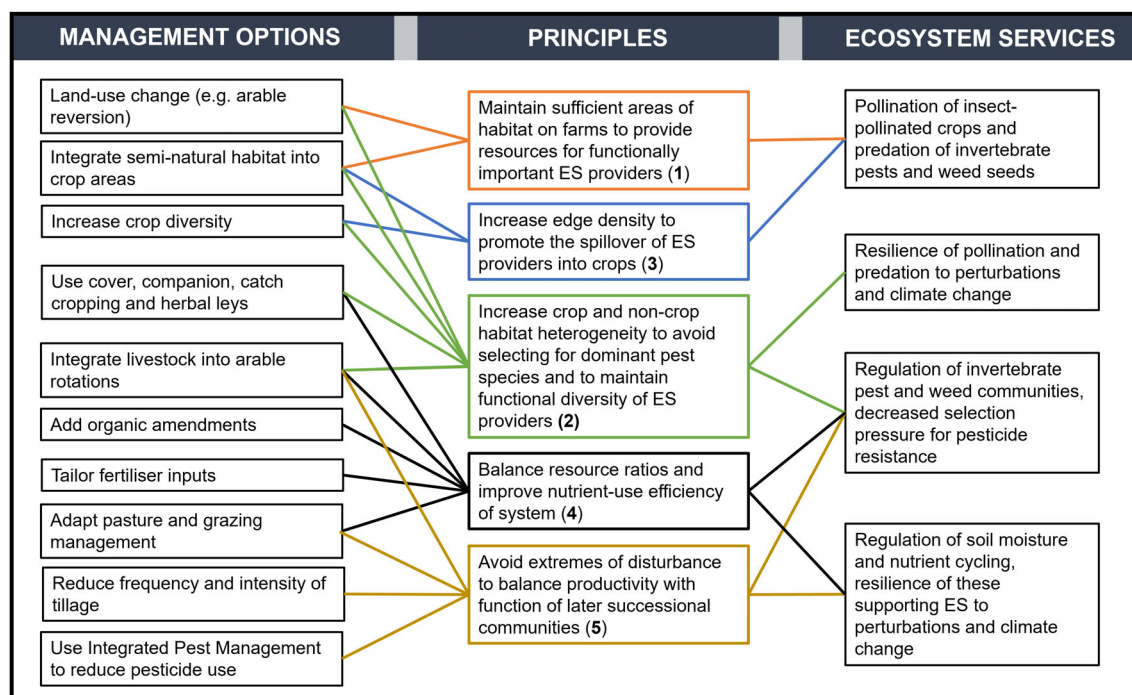 MANAGEMENT OPTIONS
PRINCIPLES
ECOSYSTEM SERVICES
Land-use change (e.g. arable
reversion)
Integrate semi-natural habitat into
crop areas
Increase crop diversity
Use cover, companion, catch
cropping and herbal leys
Integrate livestock into arable
rotations
Add organic amendments
Tailor fertiliser inputs
Adapt pasture and grazing
management
Reduce frequency and intensity of
tillage
Use Integrated Pest Management
to reduce pesticide use
Maintain sufficient areas of
habitat on farms to provide
resources for functionally
important ES providers (1)
Increase edge density to
promote the spillover of ES
providers into crops (3)
Increase crop and non-crop
habitat heterogeneity to avoid
selecting for dominant pest
species and to maintain
functional diversity of ES
providers (2)
Balance resource ratios and
improve nutrient-use efficiency
of system (4)
Avoid extremes of disturbance
to balance productivity with
function of later successional
communities (5)
Pollination of insect-
pollinated crops and
predation of invertebrate
pests and weed seeds
Resilience of pollination and
predation to perturbations
and climate change
Regulation of invertebrate
pest and weed communities,
decreased selection
pressure for pesticide
resistance
Regulation of soil moisture
and nutrient cycling,
resilience of these
supporting ES to
perturbations and climate
change